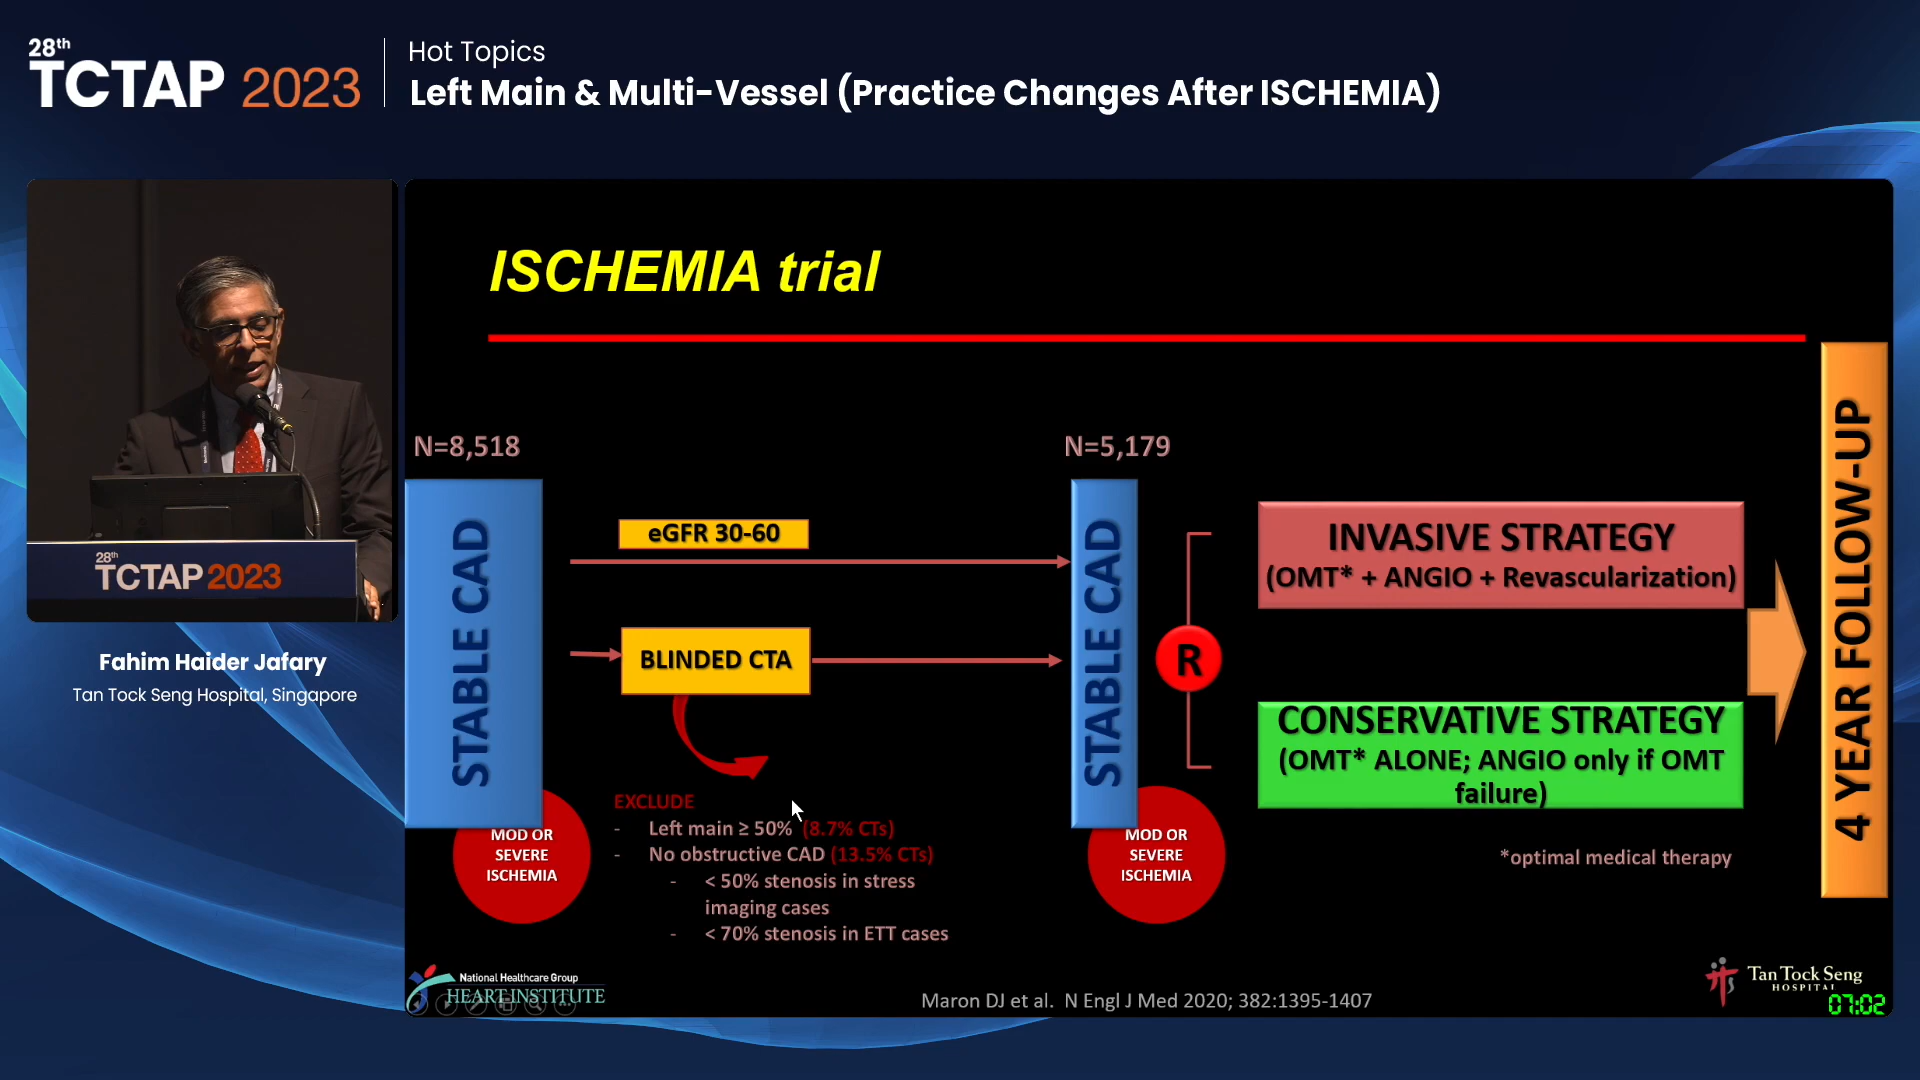 28th
TCTAP 2023
Hot Topics
Left Main & Multi-Vessel (Practice Changes After ISCHEMIA)
28th
TCTAP 2023
Fahim Haider Jafary
Tan Tock Seng Hospital, Singapore
ISCHEMIA trial
N=8,518
N=5,179
STABLE CAD
eGFR 30-60
BLINDED CTA
STABLE CAD
R
INVASIVE STRATEGY
(OMT* + ANGIO + Revascularization)
CONSERVATIVE STRATEGY
(OMT* ALONE; ANGIO only if OMT
failure)
4 YEAR FOLLOW-UP
MOD OR
SEVERE
ISCHEMIA
EXCLUDE
- Left main ≥ 50% (8.7% CTs)
- No obstructive CAD (13.5% CTs)
- < 50% stenosis in stress
imaging cases
- < 70% stenosis in ETT cases
MOD OR
SEVERE
ISCHEMIA
*optimal medical therapy
National Healthcare Group
HEART INSTITUTE
Maron DJ et al. N Engl J Med 2020; 382:1395-1407
Tan Tock Seng
HOSPITAL
07:02